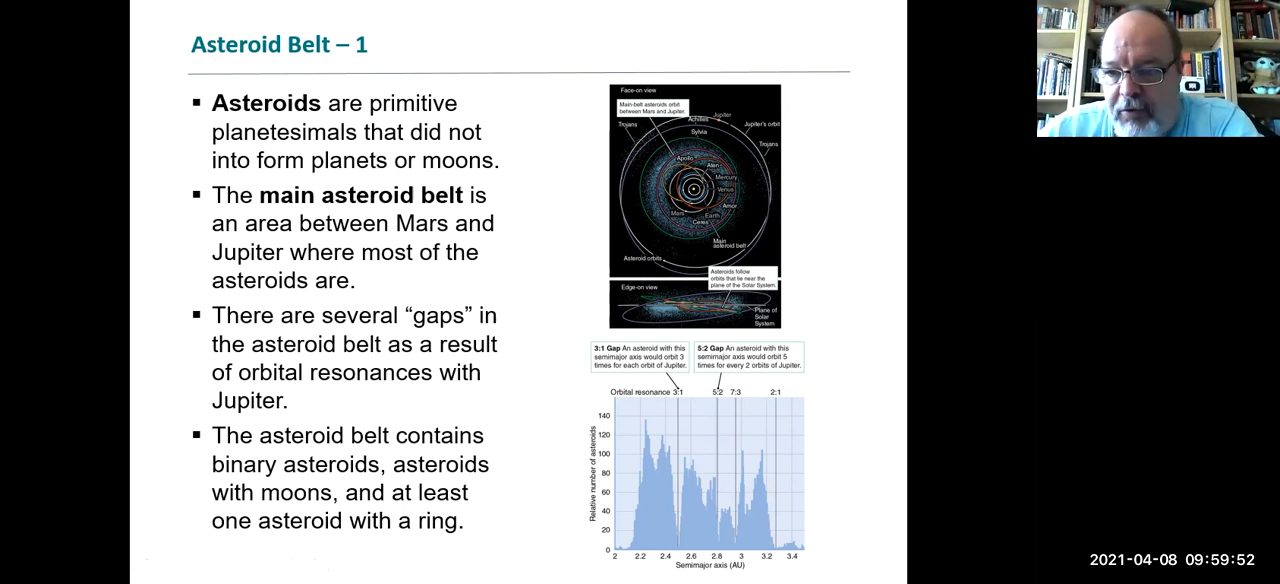 Asteroid Belt – 1
▪ Asteroids are primitive
planetesimals that did not
into form planets or moons.
▪ The main asteroid belt is
an area between Mars and
Jupiter where most of the
asteroids are.
▪ There are several “gaps” in
the asteroid belt as a result
of orbital resonances with
Jupiter.
▪ The asteroid belt contains
binary asteroids, asteroids
with moons, and at least
one asteroid with a ring.
Face-on view
Main-belt asteroids orbit
between Mars and Jupiter.
Jupiter
Achilles
Trojans
Jupiter's orbit
Sylvia
Trojans
Apollo
Aten
Mercury
Venus
Amor
Mars
Earth
Ceres
Main
asteroid belt
Asteroid orbits
Asteroids follow
orbits that lie near the
plane of the Solar System.
Edge-on view
Plane of
Solar
System
3:1 Gap An asteroid with this
semimajor axis would orbit 3
times for each orbit of Jupiter.
5:2 Gap An asteroid with this
semimajor axis would orbit 5
times for every 2 orbits of Jupiter.
Orbital resonance 3:1 5:2 7:3 2:1
Relative number of asteroids
140
120
100
80
60
40
20
0
2 2.2 2.4 2.6 2.8 3 3.2 3.4
Semimajor axis (AU)
2021-04-08 09:59:52